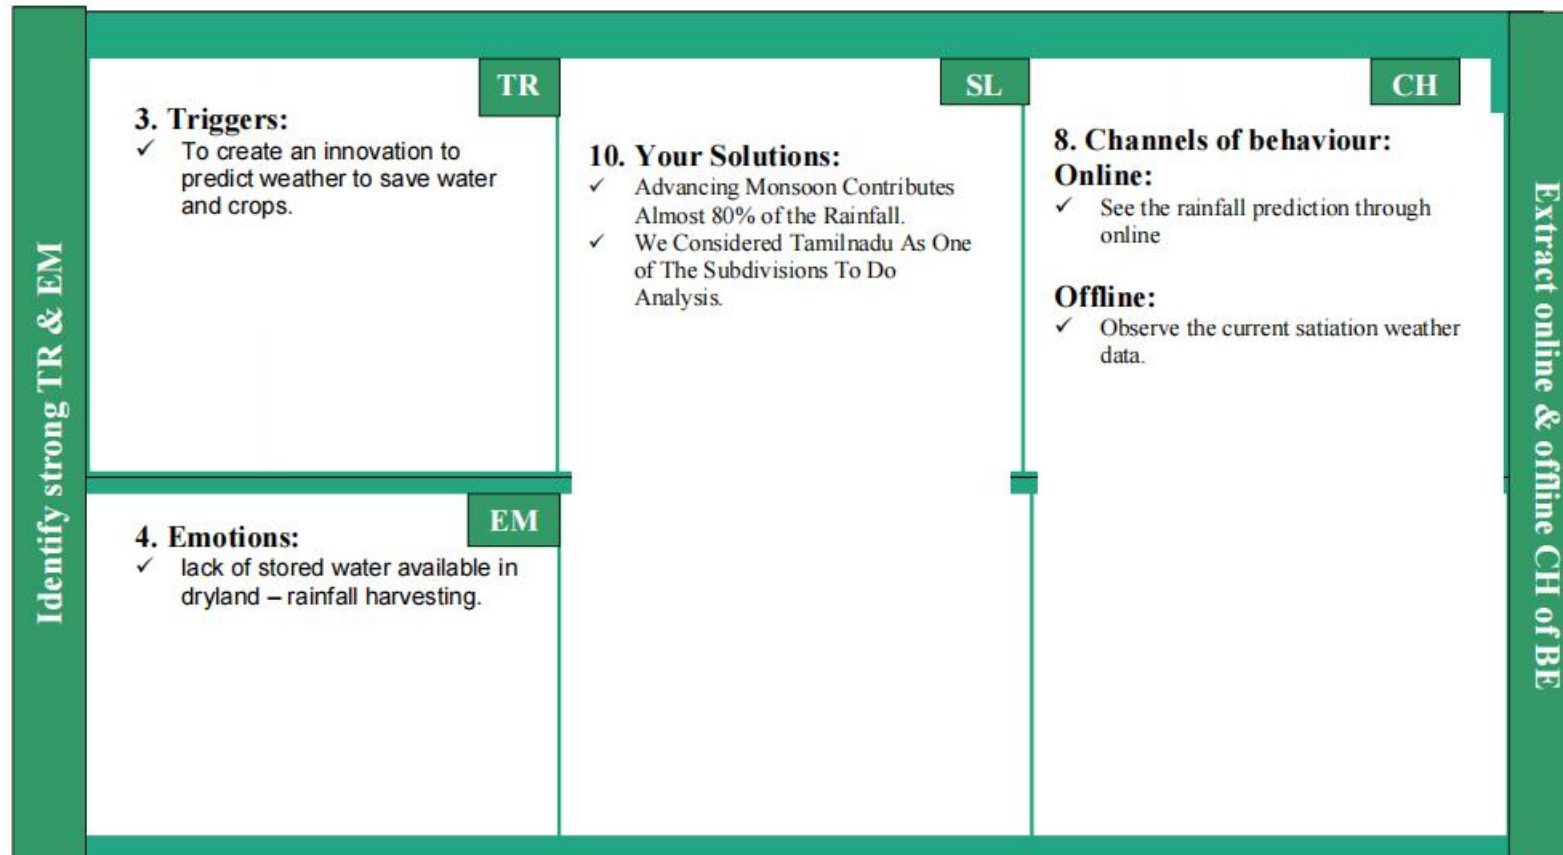 Identify strong TR & EM
TR
3. Triggers:
✓ To create an innovation to
predict weather to save water
and crops.
EM
4. Emotions:
✓ lack of stored water available in
dryland – rainfall harvesting.
SL
10. Your Solutions:
✓ Advancing Monsoon Contributes
Almost 80% of the Rainfall.
✓ We Considered Tamilnadu As One
of The Subdivisions To Do
Analysis.
CH
8. Channels of behaviour:
Online:
✓ See the rainfall prediction through
online
Offline:
✓ Observe the current satiation weather
data.
Extract online & offline CH of BE